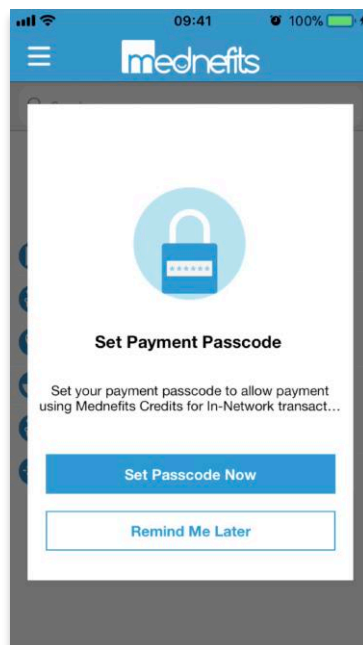 09:41
100%
mednefits
Set Payment Passcode
Set your payment passcode to allow payment
using Mednefits Credits for In-Network transact...
Set Passcode Now
Remind Me Later